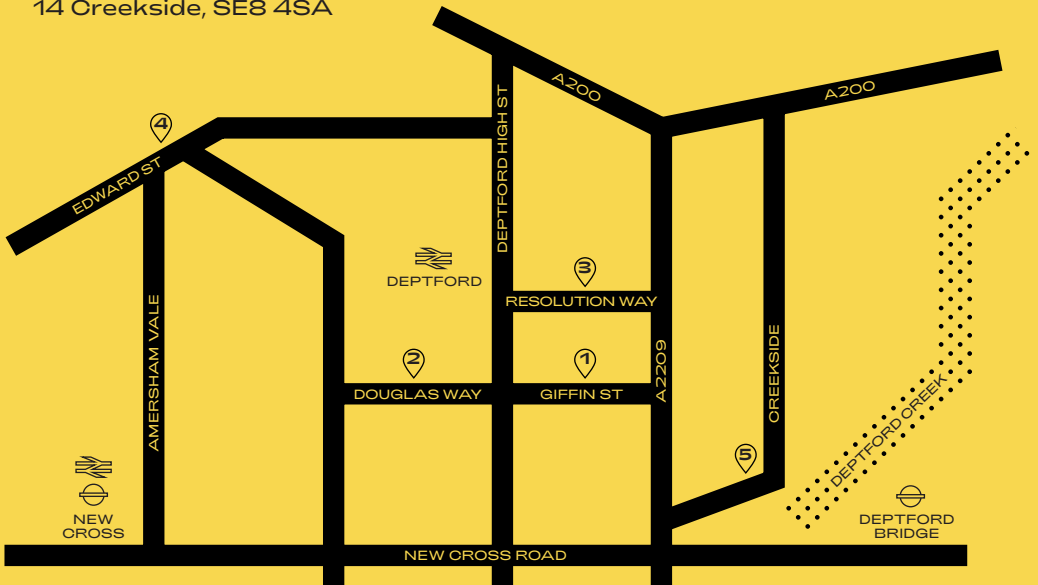 14 Creekside, SE8 4SA
A200
A200
DEPTFORD HIGH ST
4
EDWARD ST
DEPTFORD
3
RESOLUTION WAY
AMERSHAM VALE
2
1
A2209
CREEKSIDE
DOUGLAS WAY
GIFFIN ST
DEPTFORD CREEK
5
NEW
CROSS
DEPTFORD
BRIDGE
NEW CROSS ROAD